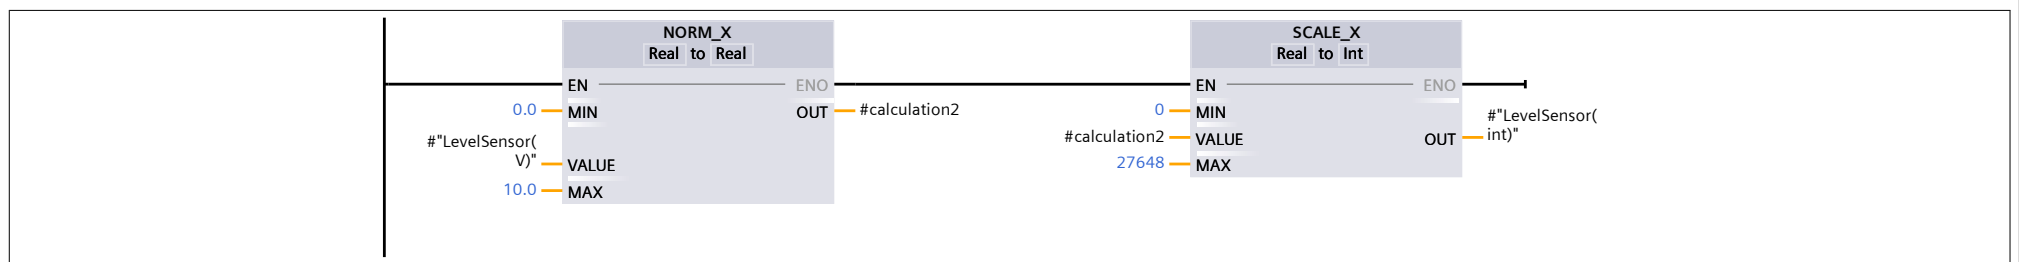 NORM_X
Real to Real
EN ENO
0.0 MIN
OUT #calculation2
#"LevelSensor(
V)" VALUE
10.0 MAX
SCALE_X
Real to Int
EN ENO
0 MIN
#calculation2 VALUE
27648 MAX
OUT #"LevelSensor(
int)"